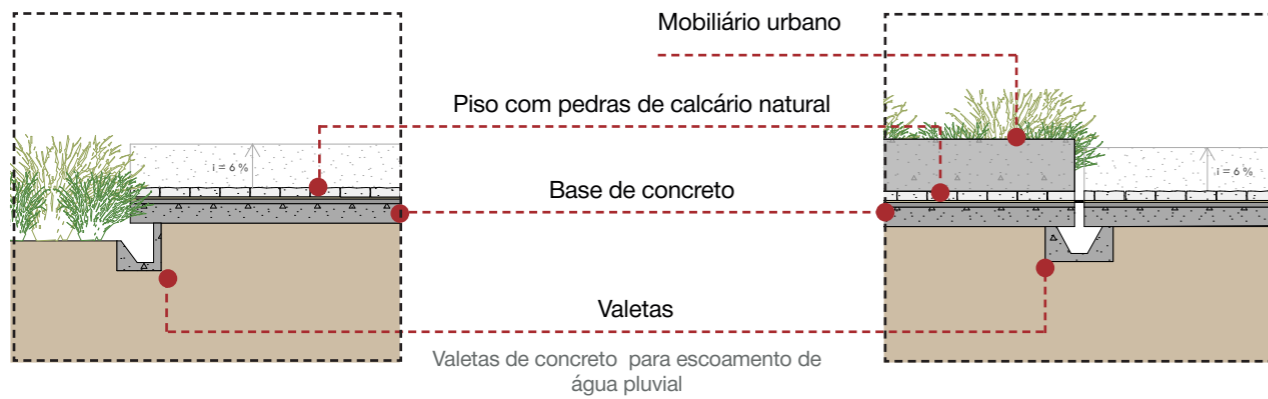 Mobiliário urbano
Piso com pedras de calcário natural
i = 6 %
i = 6 %
Base de concreto
Valetas
Valetas de concreto para escoamento de
água pluvial